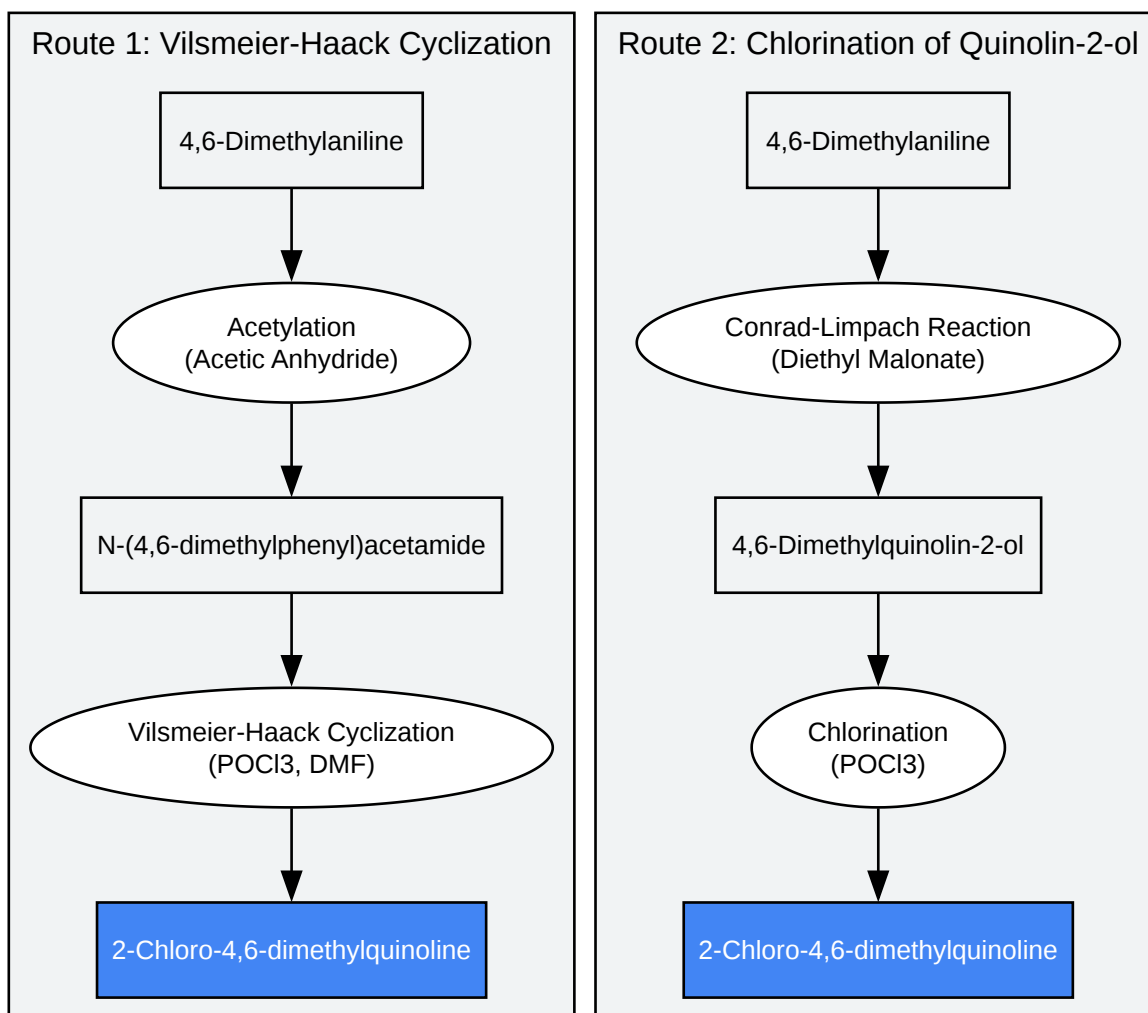 Route 1: Vilsmeier-Haack Cyclization
4,6-Dimethylaniline
Acetylation
(Acetic Anhydride)
N-(4,6-dimethylphenyl)acetamide
Vilsmeier-Haack Cyclization
(POCl3, DMF)
2-Chloro-4,6-dimethylquinoline
Route 2: Chlorination of Quinolin-2-ol
4,6-Dimethylaniline
Conrad-Limpach Reaction
(Diethyl Malonate)
4,6-Dimethylquinolin-2-ol
Chlorination
(POCl3)
2-Chloro-4,6-dimethylquinoline